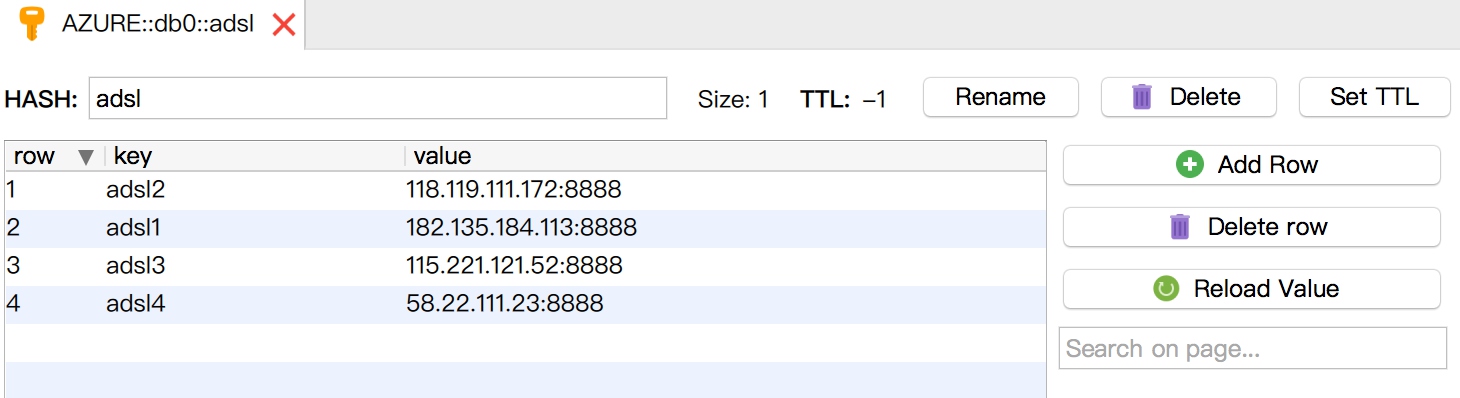 AZURE::db0::adsl
HASH: adsl Size: 1 TTL: –1 Rename Delete Set TTL
row key value
1 adsl2 118.119.111.172:8888
2 adsl1 182.135.184.113:8888
3 adsl3 115.221.121.52:8888
4 adsl4 58.22.111.23:8888
Add Row
Delete row
Reload Value
Search on page...